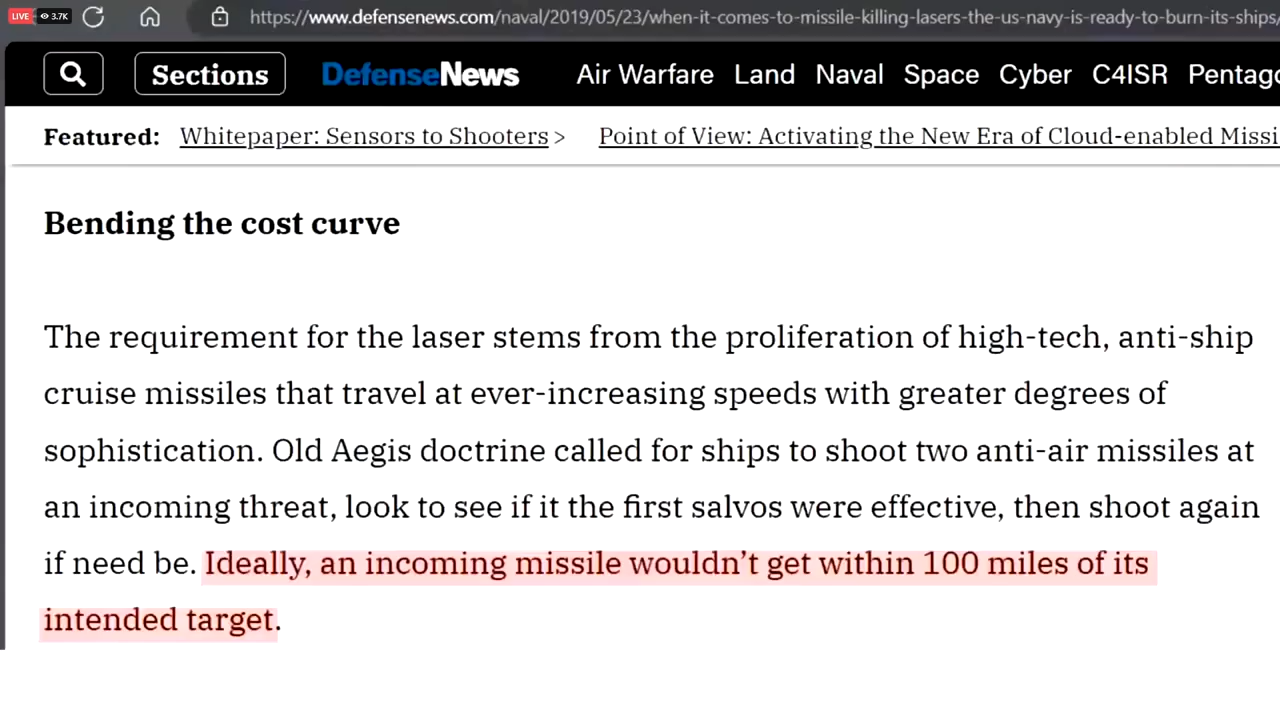 LIVE 3.7K https://www.defensenews.com/naval/2019/05/23/when-it-comes-to-missile-killing-lasers-the-us-navy-is-ready-to-burn-its-ships/
Sections DefenseNews Air Warfare Land Naval Space Cyber C4ISR Pentag
Featured: Whitepaper: Sensors to Shooters > Point of View: Activating the New Era of Cloud-enabled Missi
Bending the cost curve
The requirement for the laser stems from the proliferation of high-tech, anti-ship
cruise missiles that travel at ever-increasing speeds with greater degrees of
sophistication. Old Aegis doctrine called for ships to shoot two anti-air missiles at
an incoming threat, look to see if it the first salvos were effective, then shoot again
if need be. Ideally, an incoming missile wouldn’t get within 100 miles of its
intended target.